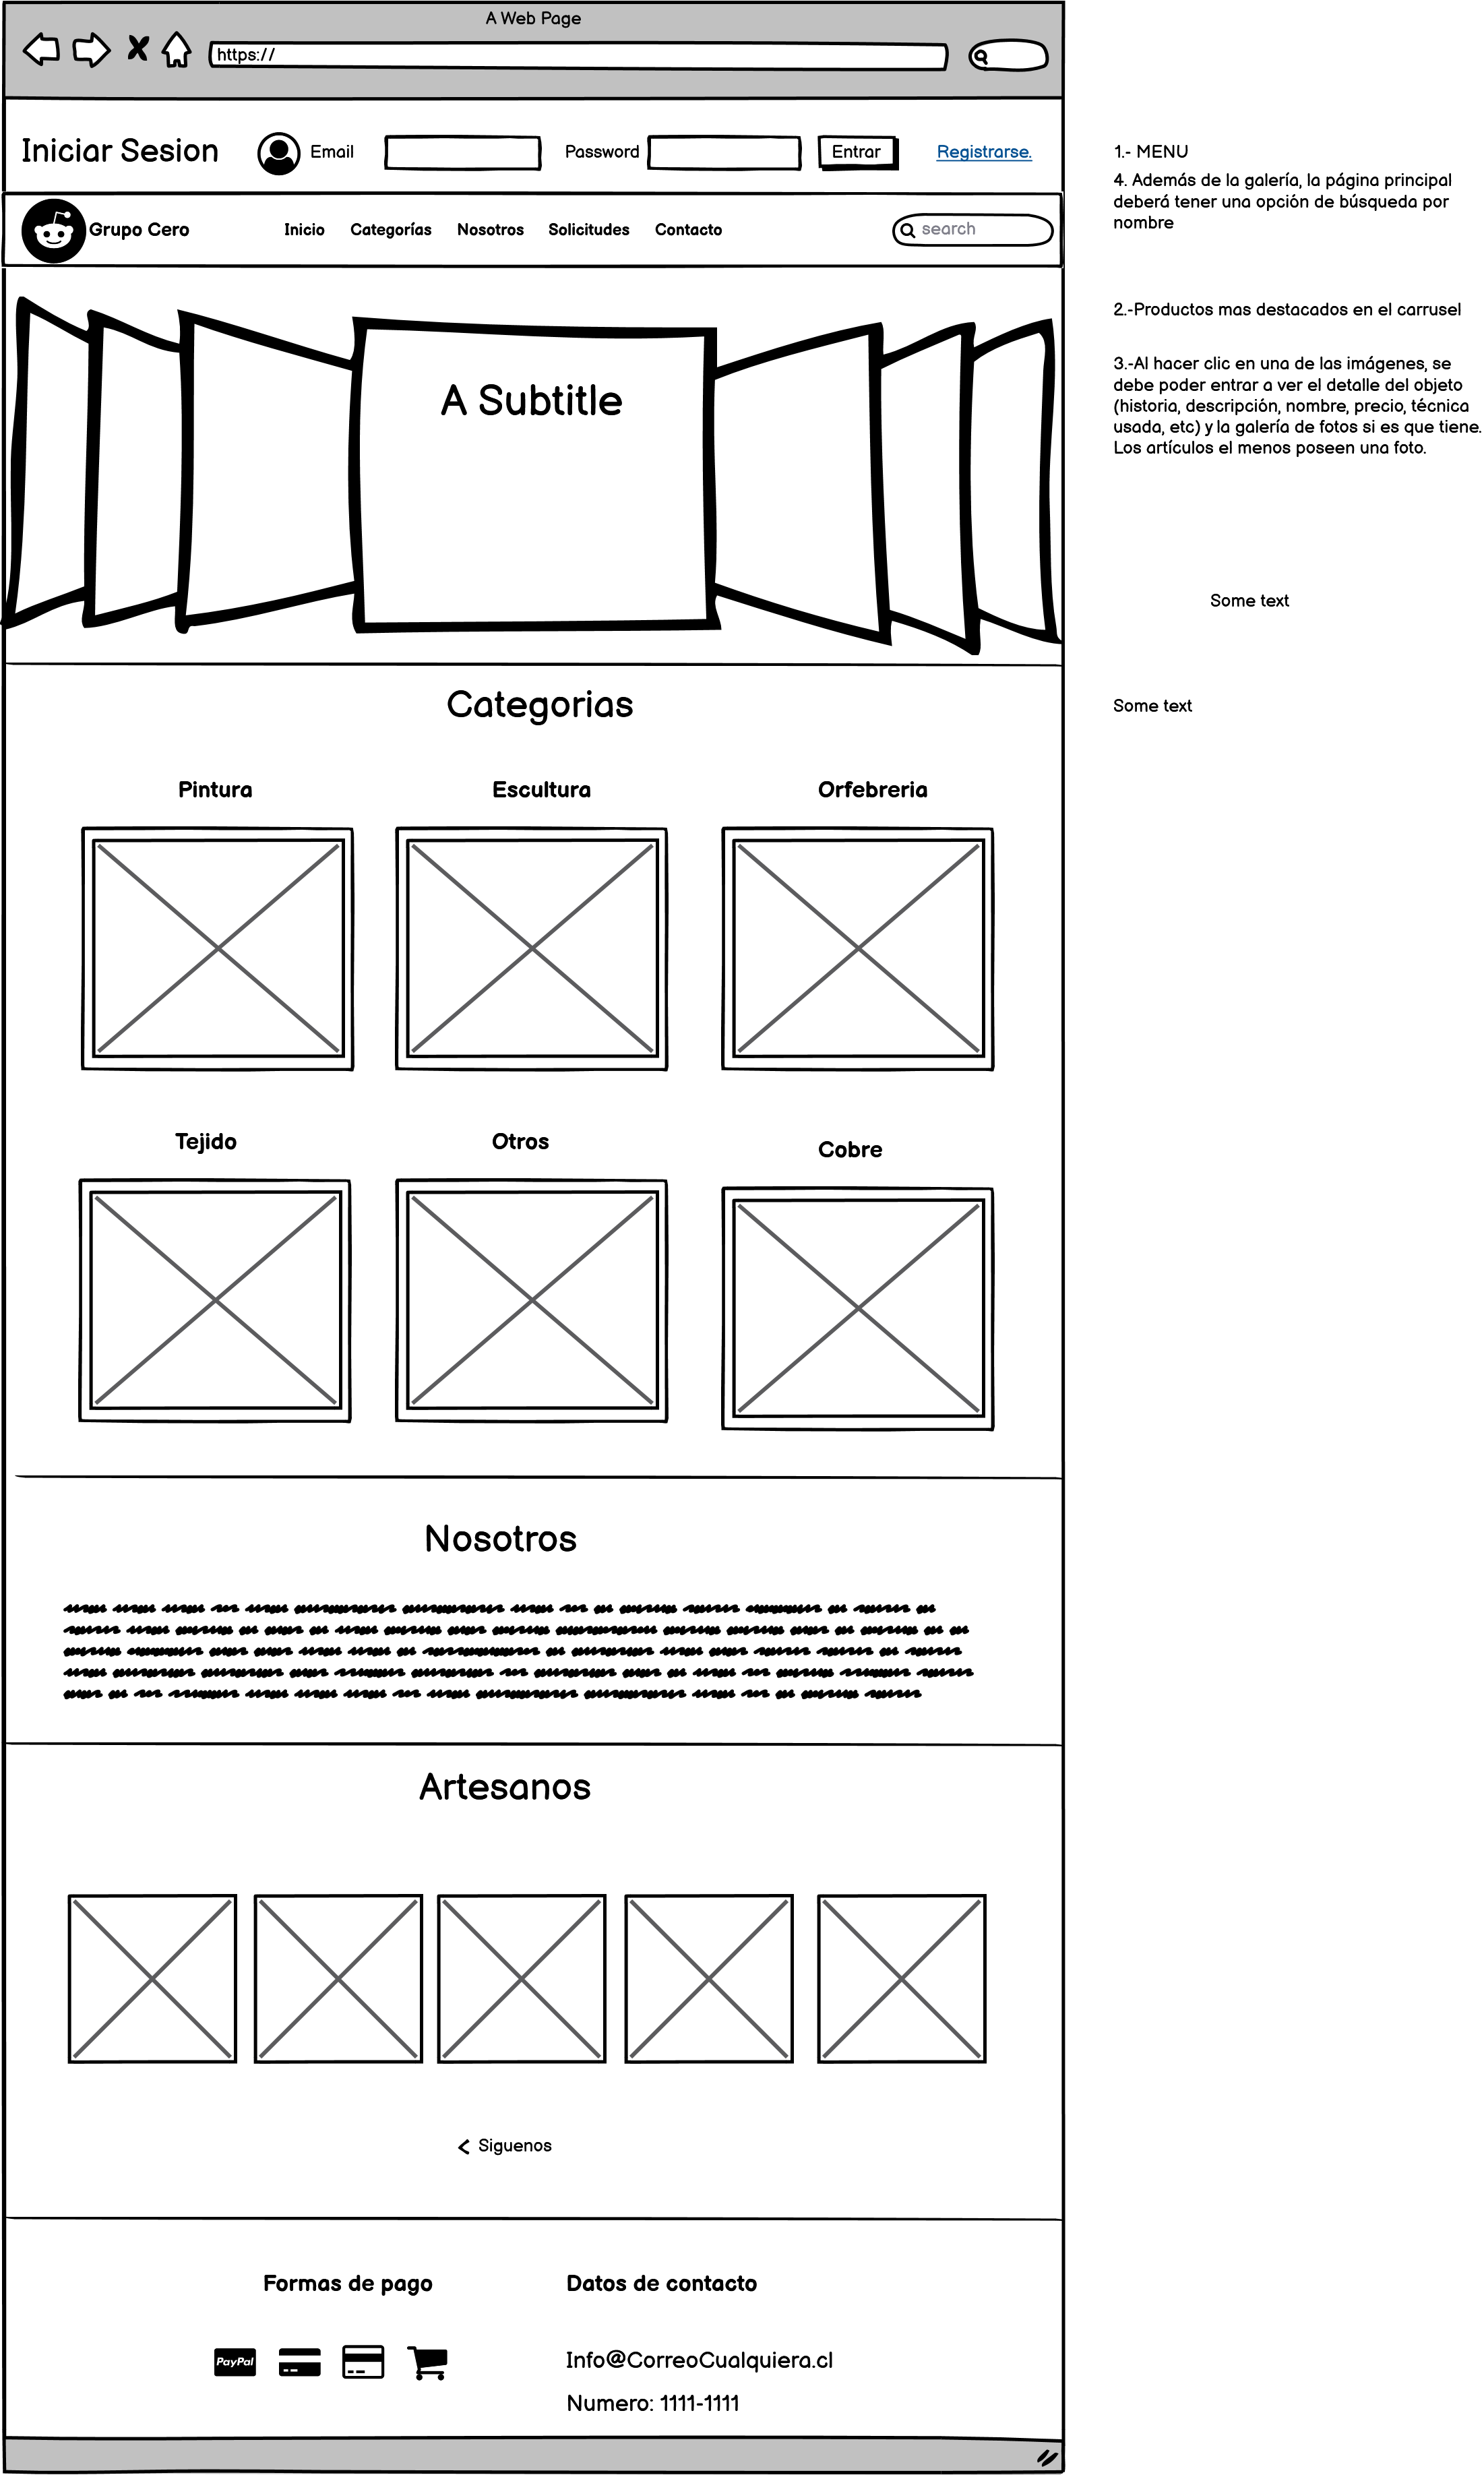 A Web Page
https://
Iniciar Sesion
Email
Password
Entrar
Registrarse.
Grupo Cero
Inicio
Categorías
Nosotros
Solicitudes
Contacto
search
1.- MENU
4. Además de la galería, la página principal
deberá tener una opción de búsqueda por
nombre
2.-Productos mas destacados en el carrusel
3.-Al hacer clic en una de las imágenes, se
debe poder entrar a ver el detalle del objeto
(historia, descripción, nombre, precio, técnica
usada, etc) y la galería de fotos si es que tiene.
Los artículos el menos poseen una foto.
A Subtitle
Some text
Some text
Categorias
Pintura
Escultura
Orfebreria
Tejido
Otros
Cobre
Nosotros
Artesanos
Siguenos
Formas de pago
Datos de contacto
PayPal
Info@CorreoCualquiera.cl
Numero: 1111-1111